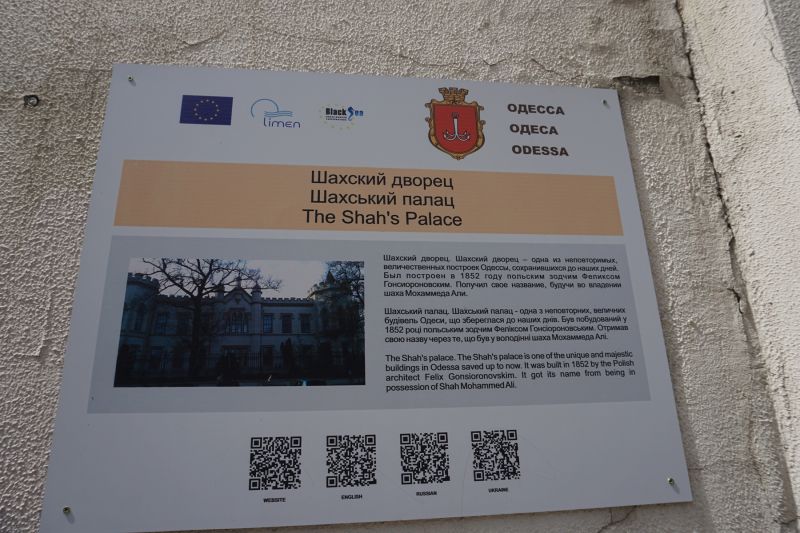 limen
Black Sea
ОДЕССА
ОДЕСА
ODESSA
Шахский дворец
Шахський палац
The Shah's Palace
Шахский дворец. Шахский дворец – одна из неповторимых,
величественных построек Одессы, сохранившихся до наших дней.
Был построен в 1852 году польским зодчим Феликсом
Гонсиороновским. Получил свое название, будучи во владении
шаха Мохаммеда Али.
Шахський палац. Шахський палац - одна з неповторних, величних
будівель Одеси, що збереглася до наших днів. Був побудований у
1852 році польським зодчим Феліксом Гонсіороновським. Отримав
свою назву через те, що був у володінні шаха Мохаммеда Алі.
The Shah's palace. The Shah's palace is one of the unique and majestic
buildings in Odessa saved up to now. It was built in 1852 by the Polish
architect Felix Gonsioronovskim. It got its name from being in
possession of Shah Mohammed Ali.
WEBSITE
ENGLISH
RUSSIAN
UKRAINE